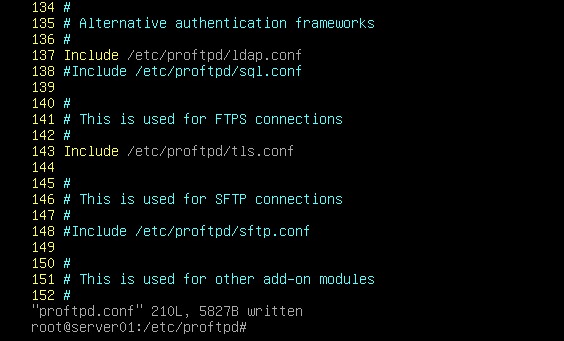 134 #
135 # Alternative authentication frameworks
136 #
137 Include /etc/proftpd/ldap.conf
138 #Include /etc/proftpd/sql.conf
139
140 #
141 # This is used for FTPS connections
142 #
143 Include /etc/proftpd/tls.conf
144
145 #
146 # This is used for SFTP connections
147 #
148 #Include /etc/proftpd/sftp.conf
149
150 #
151 # This is used for other add-on modules
152 #
"proftpd.conf" 210L, 5827B written
root@server01:/etc/proftpd#